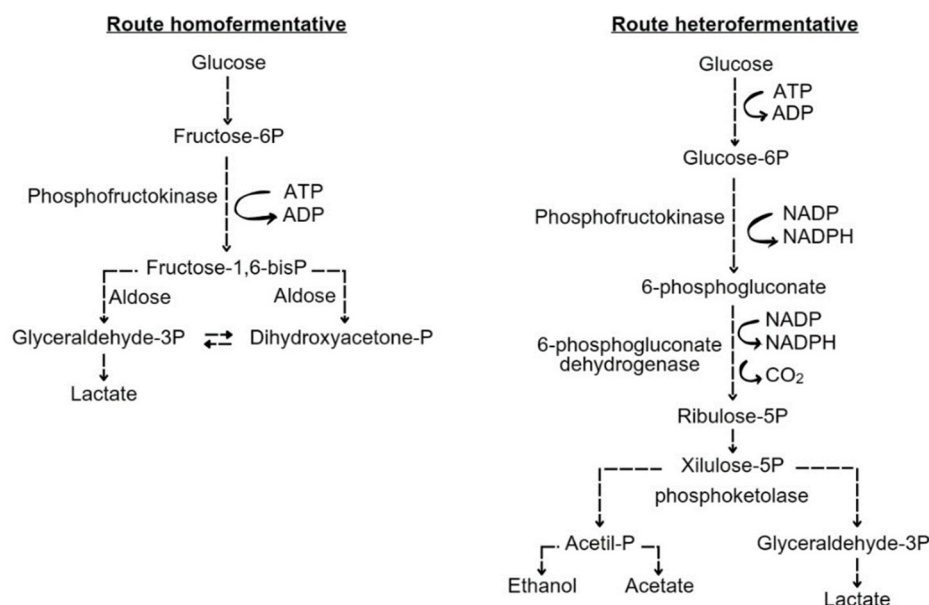 Route homofermentative
Glucose
Fructose-6P
Phosphofructokinase
ATP
ADP
Fructose-1,6-bisP
Aldose
Aldose
Glyceraldehyde-3P
Dihydroxyacetone-P
Lactate
Route heterofermentative
Glucose
ATP
ADP
Glucose-6P
Phosphofructokinase
NADP
NADPH
6-phosphogluconate
6-phosphogluconate
dehydrogenase
NADP
NADPH
CO₂
Ribulose-5P
Xilulose-5P
phosphoketolase
Acetil-P
Glyceraldehyde-3P
Ethanol
Acetate
Lactate